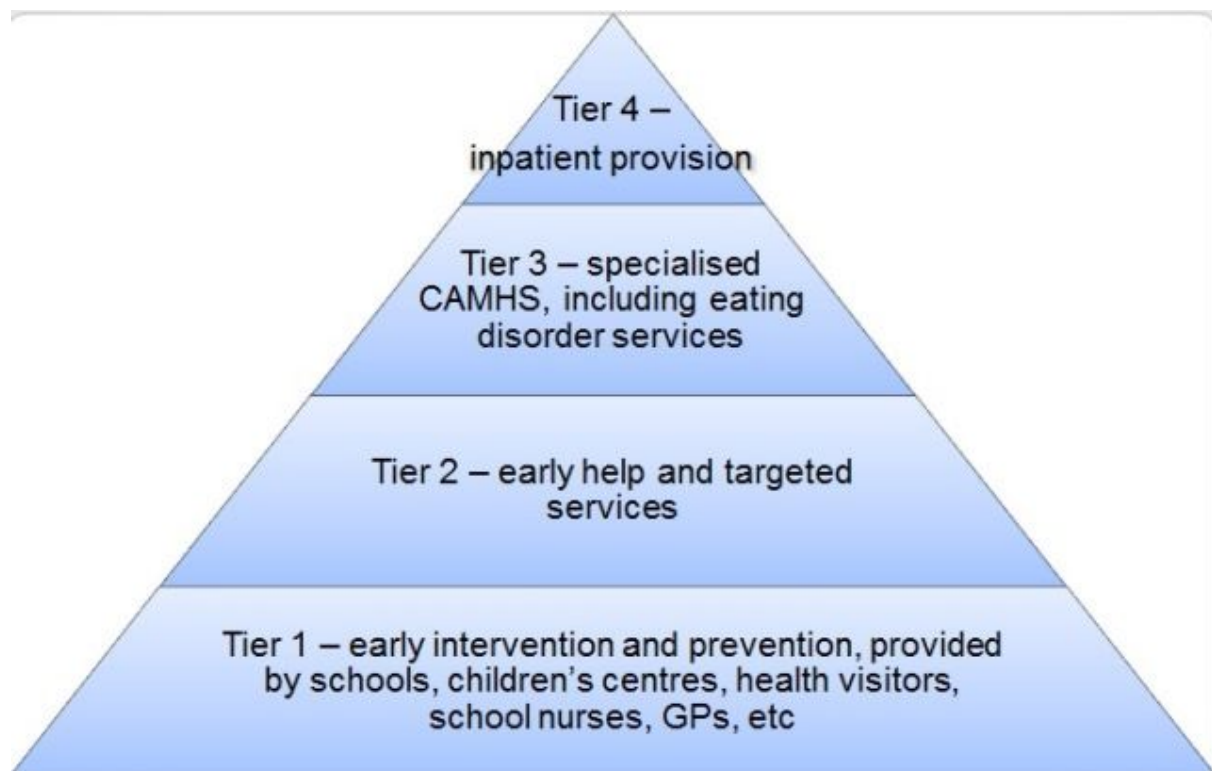 Tier 4 –
inpatient provision
Tier 3 – specialised
CAMHS, including eating
disorder services
Tier 2 – early help and targeted
services
Tier 1 – early intervention and prevention, provided
by schools, children’s centres, health visitors,
school nurses, GPs, etc